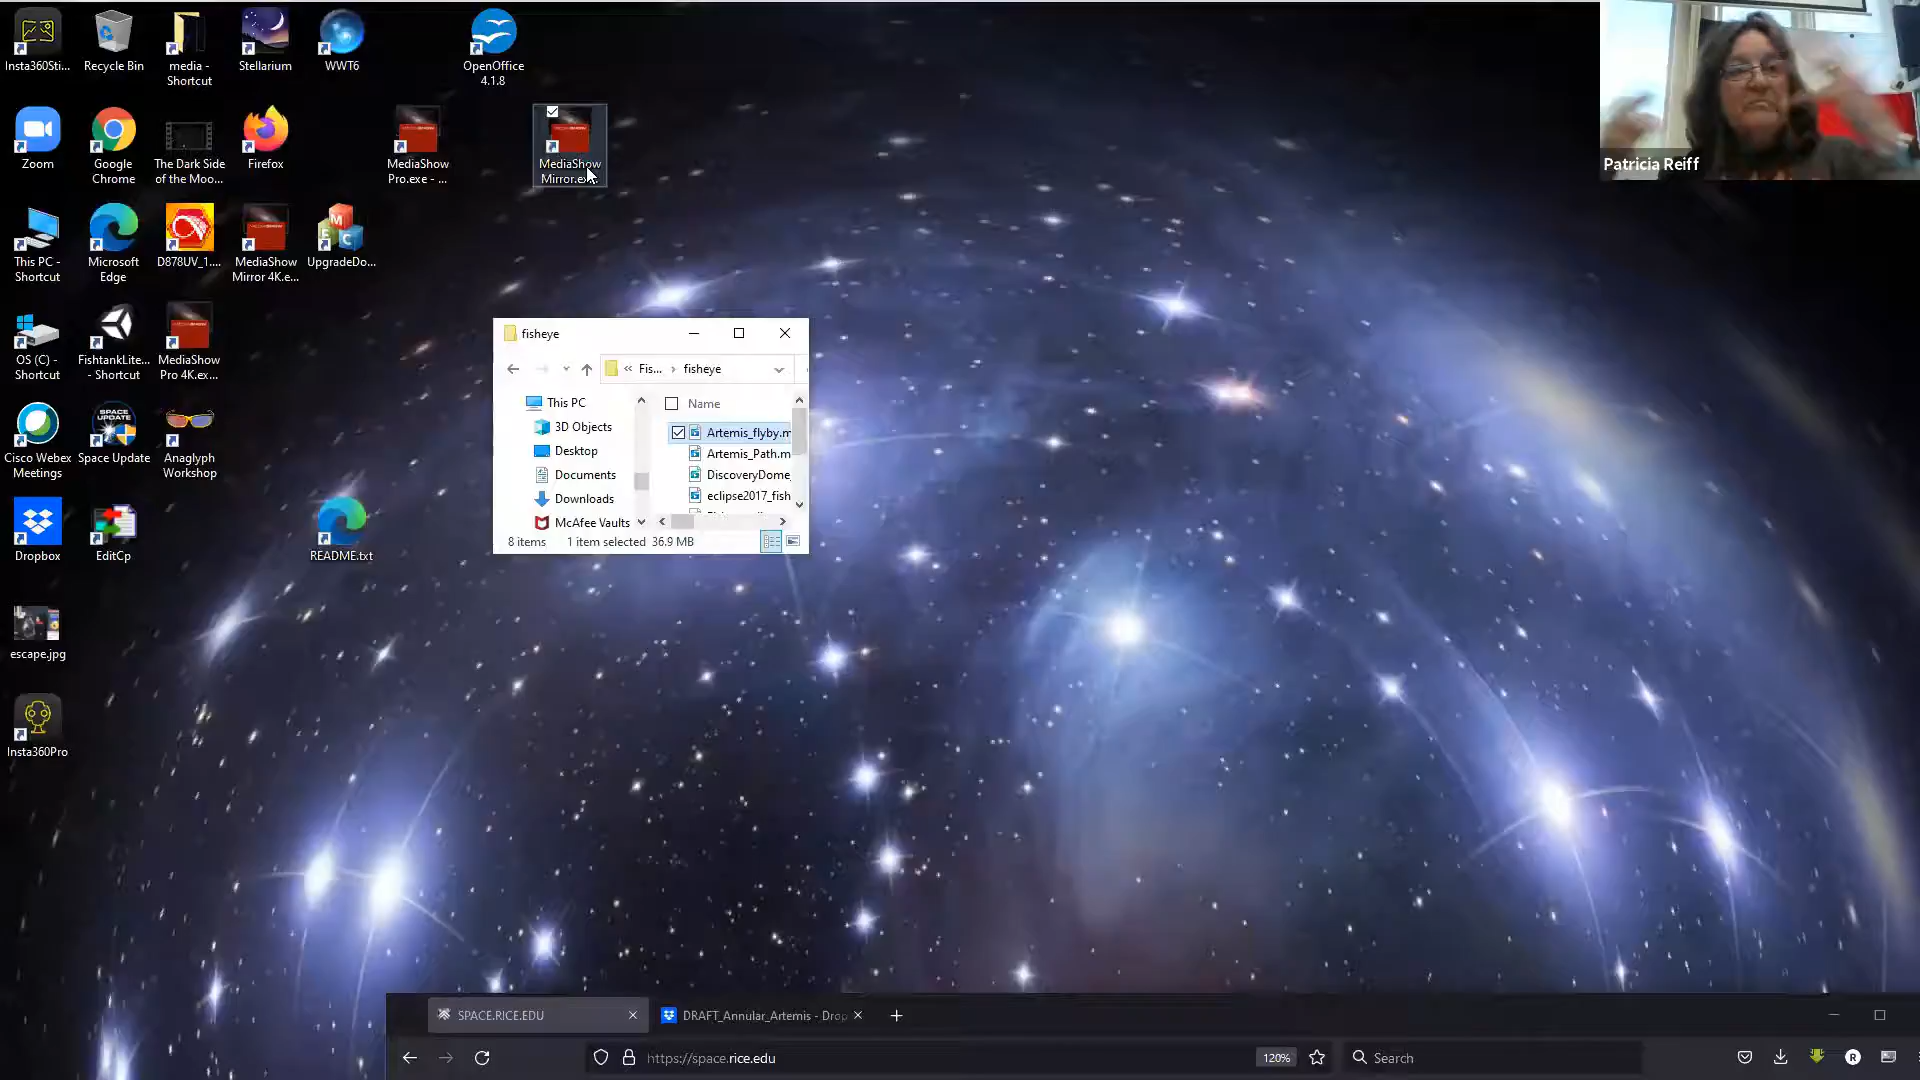 Insta360Sti...
Recycle Bin
media -
Shortcut
Stellarium
WWT6
OpenOffice
4.1.8
Patricia Reiff
Zoom
Google
Chrome
The Dark Side
of the Moo...
Firefox
MediaShow
Pro.exe - ...
MediaShow
This PC -
Shortcut
Microsoft
Edge
D878UV_1....
MediaShow
Mirror 4K.e...
UpgradeDo...
OS (C) -
Shortcut
FishtankLite...
- Shortcut
MediaShow
Pro 4K.ex...
Cisco Webex
Meetings
SPACE
UPDATE
Space Update
Anaglyph
Workshop
Dropbox
EditCp
README.txt
escape.jpg
Insta360Pro
fisheye
« Fis... › fisheye
This PC
3D Objects
Desktop
Documents
Downloads
McAfee Vaults
Name
Artemis_flyby.m
Artemis_Path.m
DiscoveryDome_
eclipse2017_fish
8 items 1 item selected 36.9 MB
SPACE.RICE.EDU
DRAFT_Annular_Artemis - Drop
https://space.rice.edu
120%
Search
R